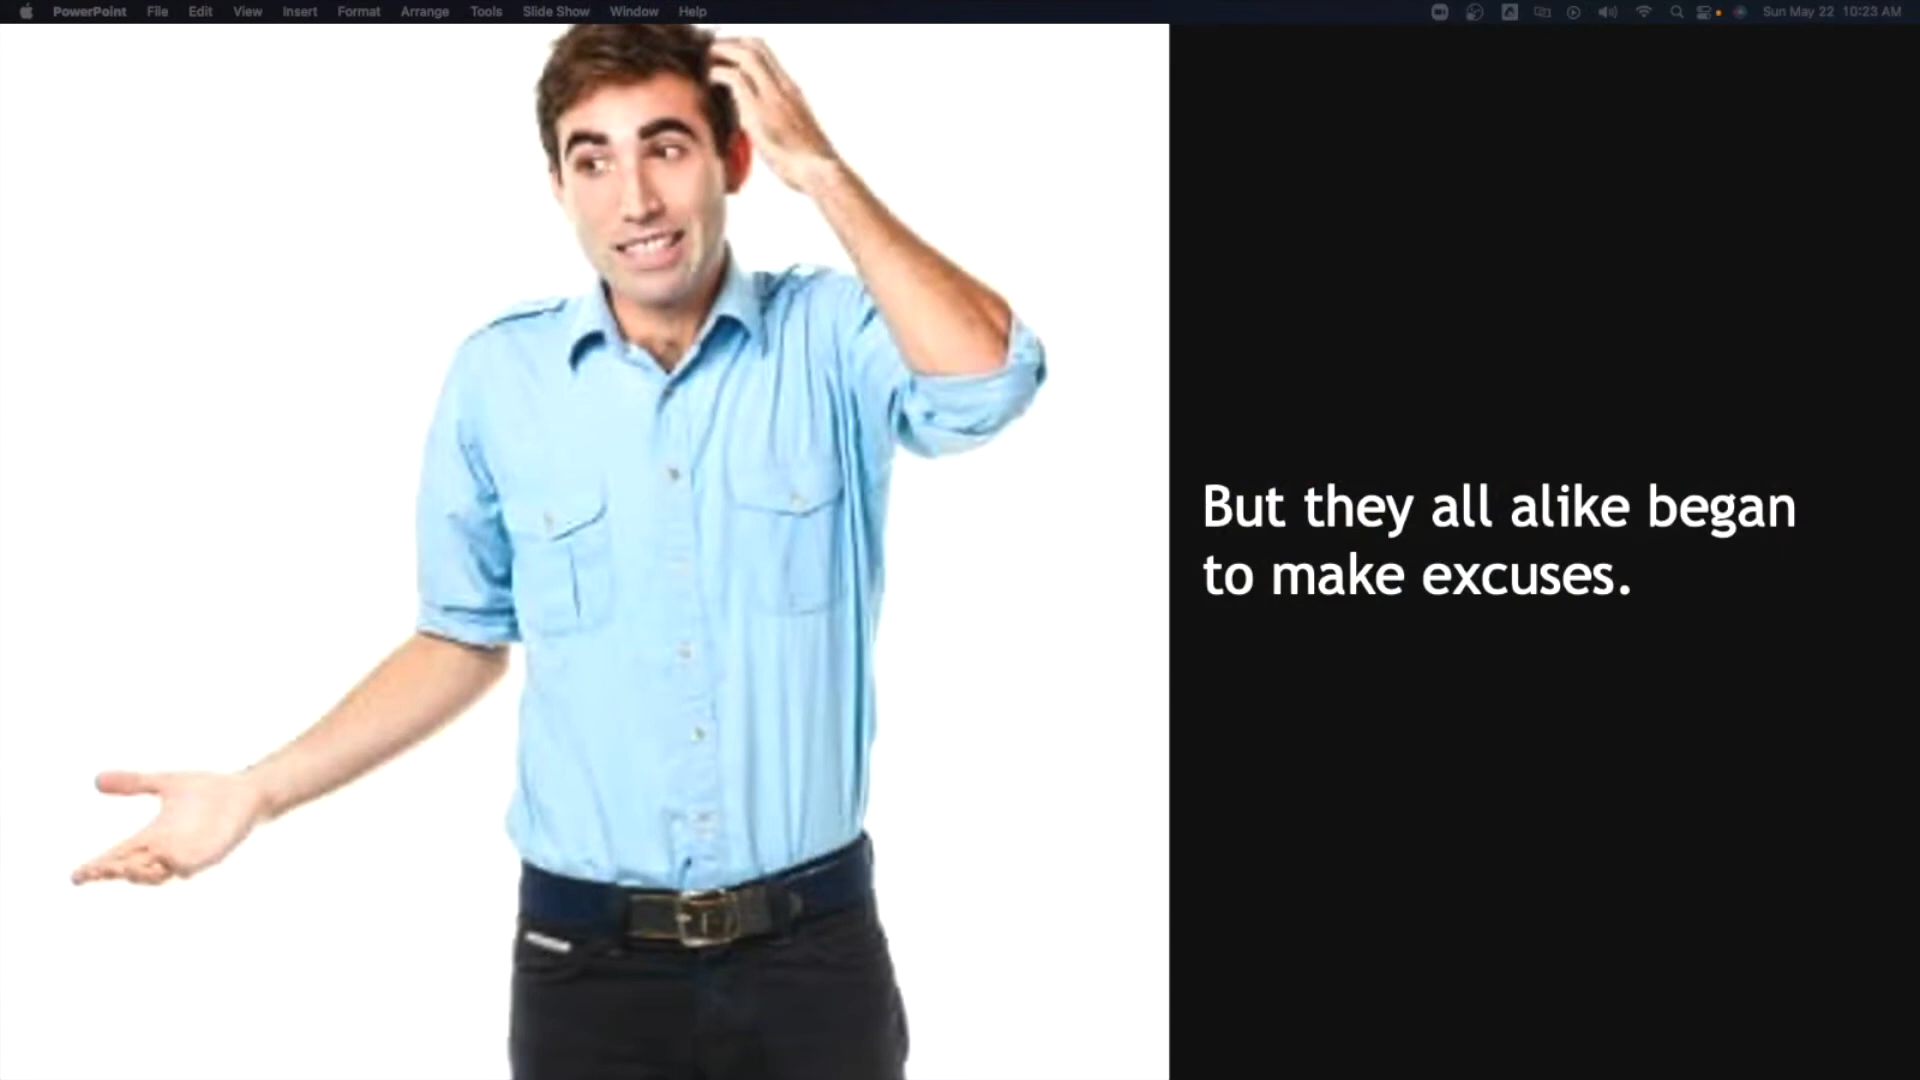 PowerPoint File Edit View Insert Format Arrange Tools Slide Show Window Help Sun May 22 10:23 AM
But they all alike began
to make excuses.